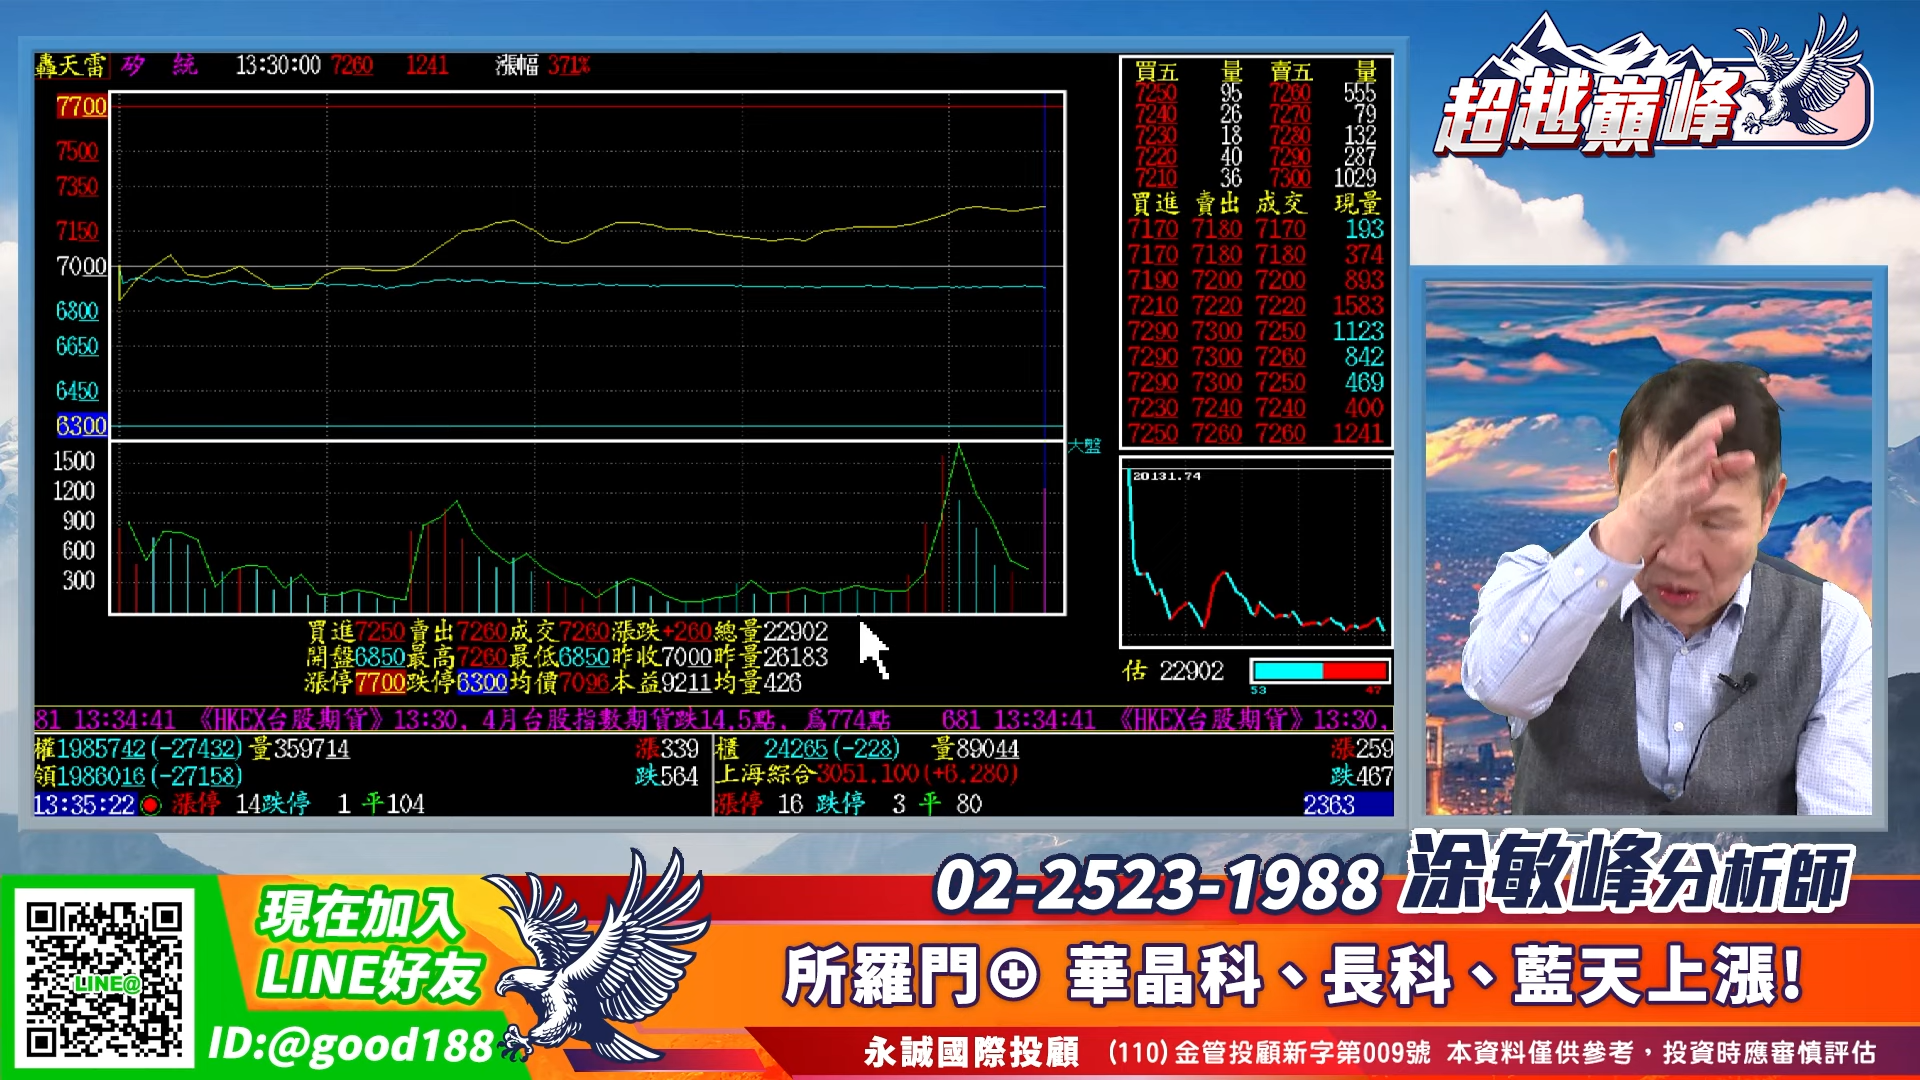 轟天雷 矽 統 13:30:00 7260 1241 漲幅 371%
7700
7500
7350
7150
7000
6800
6650
6450
6300
大盤
1500
1200
900
600
300
買五 量 賣五 量
7250 95 7260 555
7240 26 7270 79
7230 18 7280 132
7220 40 7290 287
7210 36 7300 1029
買進 賣出 成交 現量
7170 7180 7170 193
7170 7180 7180 374
7190 7200 7200 893
7210 7220 7220 1583
7290 7300 7250 1123
7290 7300 7260 842
7290 7300 7250 469
7230 7240 7240 400
7250 7260 7260 1241
20131.74
估 22902
53 47
買進7250賣出7260成交7260漲跌+260總量22902
開盤6850最高7260最低6850昨收7000昨量26183
漲停7700跌停6300均價7096本益9211均量426
81 13:34:41 《HKEX台股期貨》13:30, 4月台股指數期貨跌14.5點, 為774點 681 13:34:41 《HKEX台股期貨》13:30,
權1985742(-27432)量359714 漲339
領1986016(-27158) 跌564
13:35:22 漲停 14跌停 1 平104
櫃 24265(-228) 量89044 漲259
上海綜合3051.100(+6.280) 跌467
漲停 16 跌停 3 平 80 2363
超越巔峰
LINE@
現在加入
LINE好友
ID:@good188
02-2523-1988 涂敏峰分析師
所羅門⊕ 華晶科、長科、藍天上漲!
永誠國際投顧 (110)金管投顧新字第009號 本資料僅供參考，投資時應審慎評估